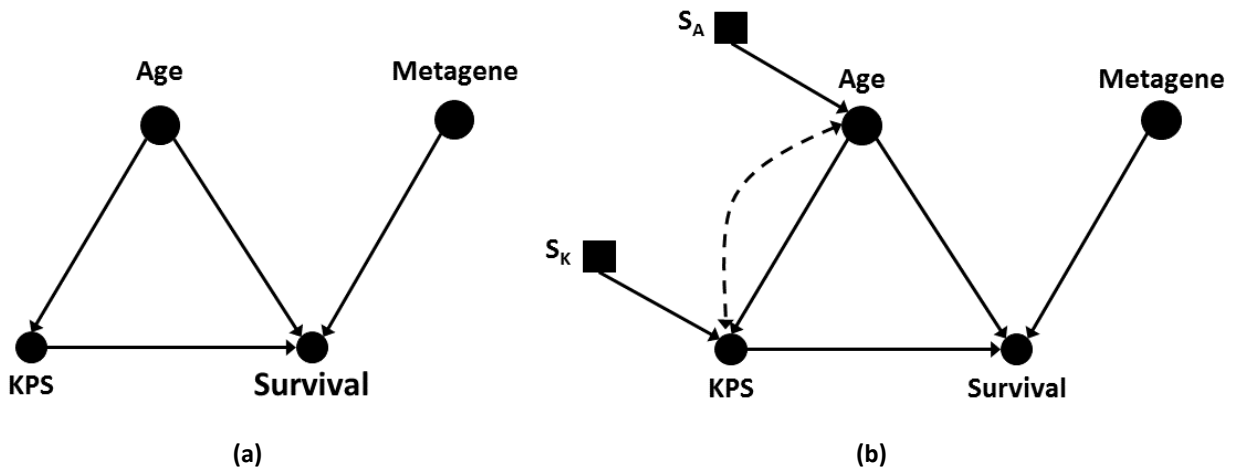 Age
Metagene
KPS
Survival
(a)
S_A
Age
Metagene
S_K
KPS
Survival
(b)